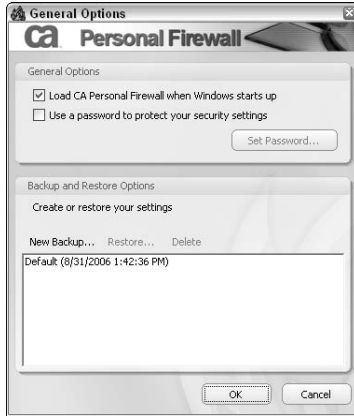 General Options
ca Personal Firewall
General Options
Load CA Personal Firewall when Windows starts up
Use a password to protect your security settings
Set Password...
Backup and Restore Options
Create or restore your settings
New Backup... Restore... Delete
Default (8/31/2006 1:42:36 PM)
OK Cancel